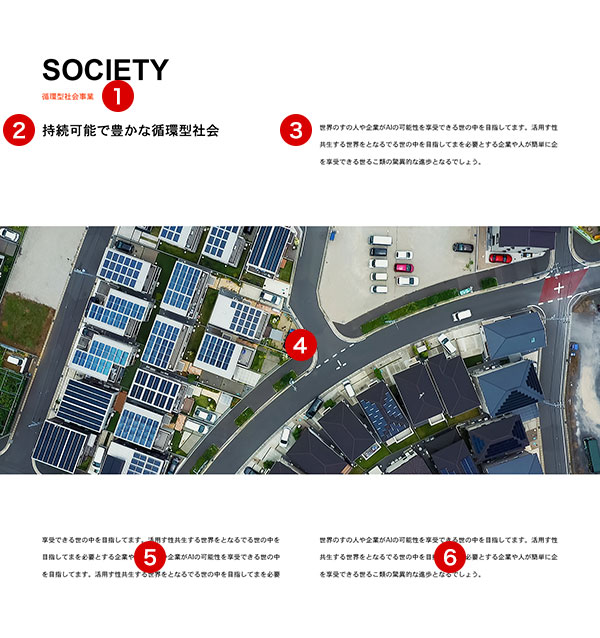 SOCIETY
循環型社会事業
1
2
持続可能で豊かな循環型社会
3
世界のすの人や企業がAIの可能性を享受できる世の中を目指してます。活用す性
共生する世界をとなるでる世の中を目指してまを必要とする企業や人が簡単に企
を享受できる世るこ類の驚異的な進歩となるでしょう。
4
享受できる世の中を目指してます。活用す性共生する世界をとなるでる世の中を
目指してまを必要とする企業や
企業がAIの可能性を享受できる世の中
を目指してます。活用す性共生する世界をとなるでる世の中を目指してまを必要
5
世界のすの人や企業がAIの可能性を享受できる世の中を目指してます。活用す性
共生する世界をとなるでる世の中を目
必要とする企業や人が簡単に企
を享受できる世るこ類の驚異的な進歩となるでしょう。
6